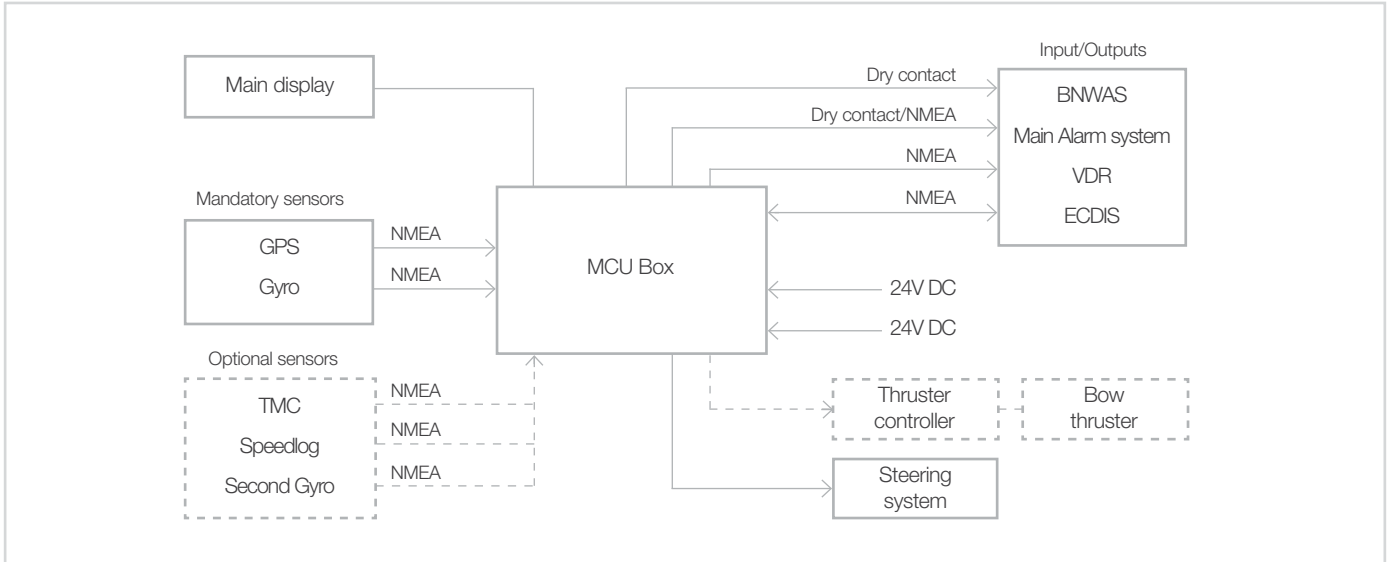 Main display
Mandatory sensors
GPS
Gyro
NMEA
NMEA
Optional sensors
TMC
Speedlog
Second Gyro
NMEA
NMEA
NMEA
MCU Box
Input/Outputs
Dry contact
Dry contact/NMEA
NMEA
NMEA
BNWAS
Main Alarm system
VDR
ECDIS
24V DC
24V DC
Thruster
controller
Bow
thruster
Steering
system